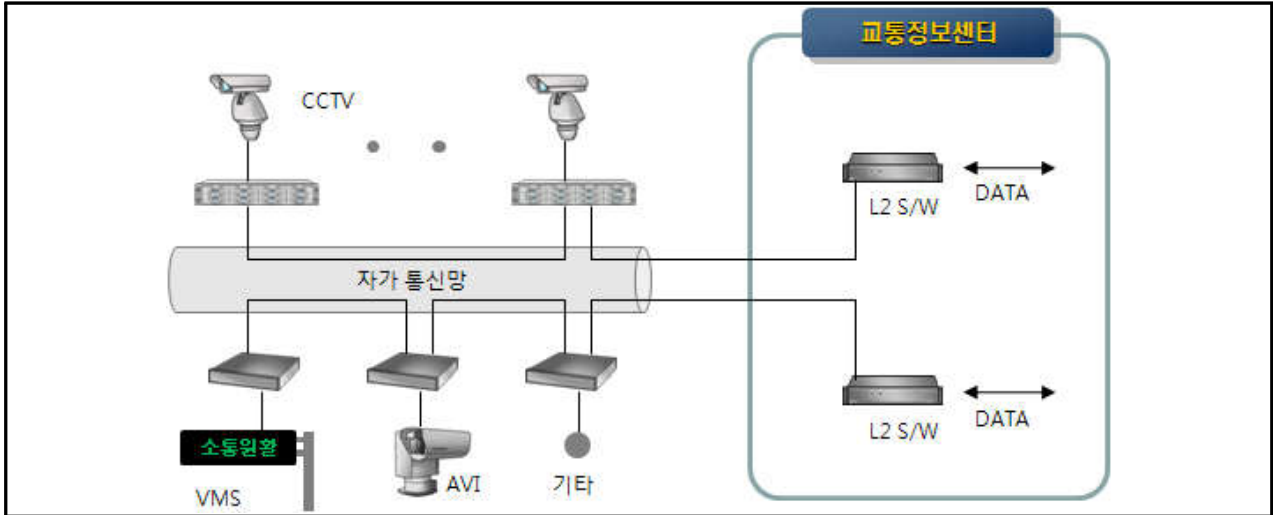 교통정보센터
CCTV
L2 S/W
DATA
자가 통신망
소통원활
VMS
AVI
기타
L2 S/W
DATA